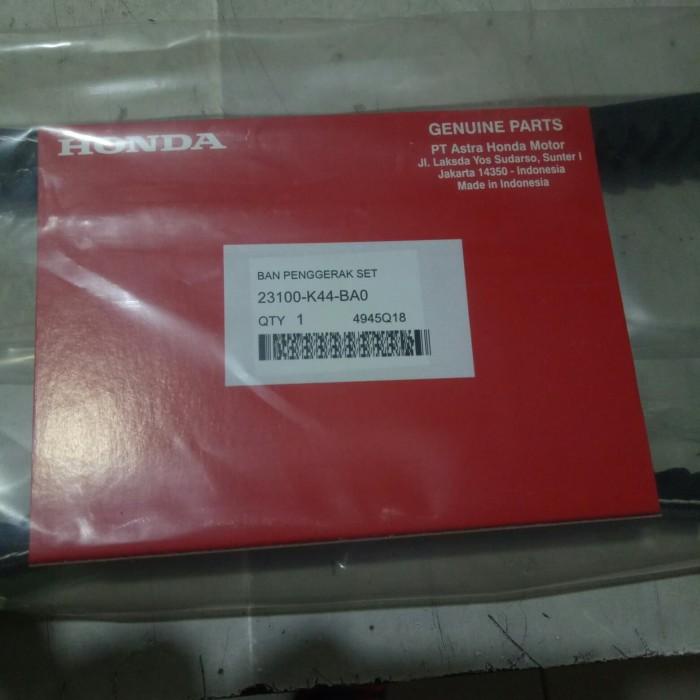 HONDA
GENUINE PARTS
PT Astra Honda Motor
Jl. Laksda Yos Sudarso, Sunter I
Jakarta 14350 - Indonesia
Made in Indonesia
BAN PENGGERAK SET
23100-K44-BA0
QTY 1 4945Q18